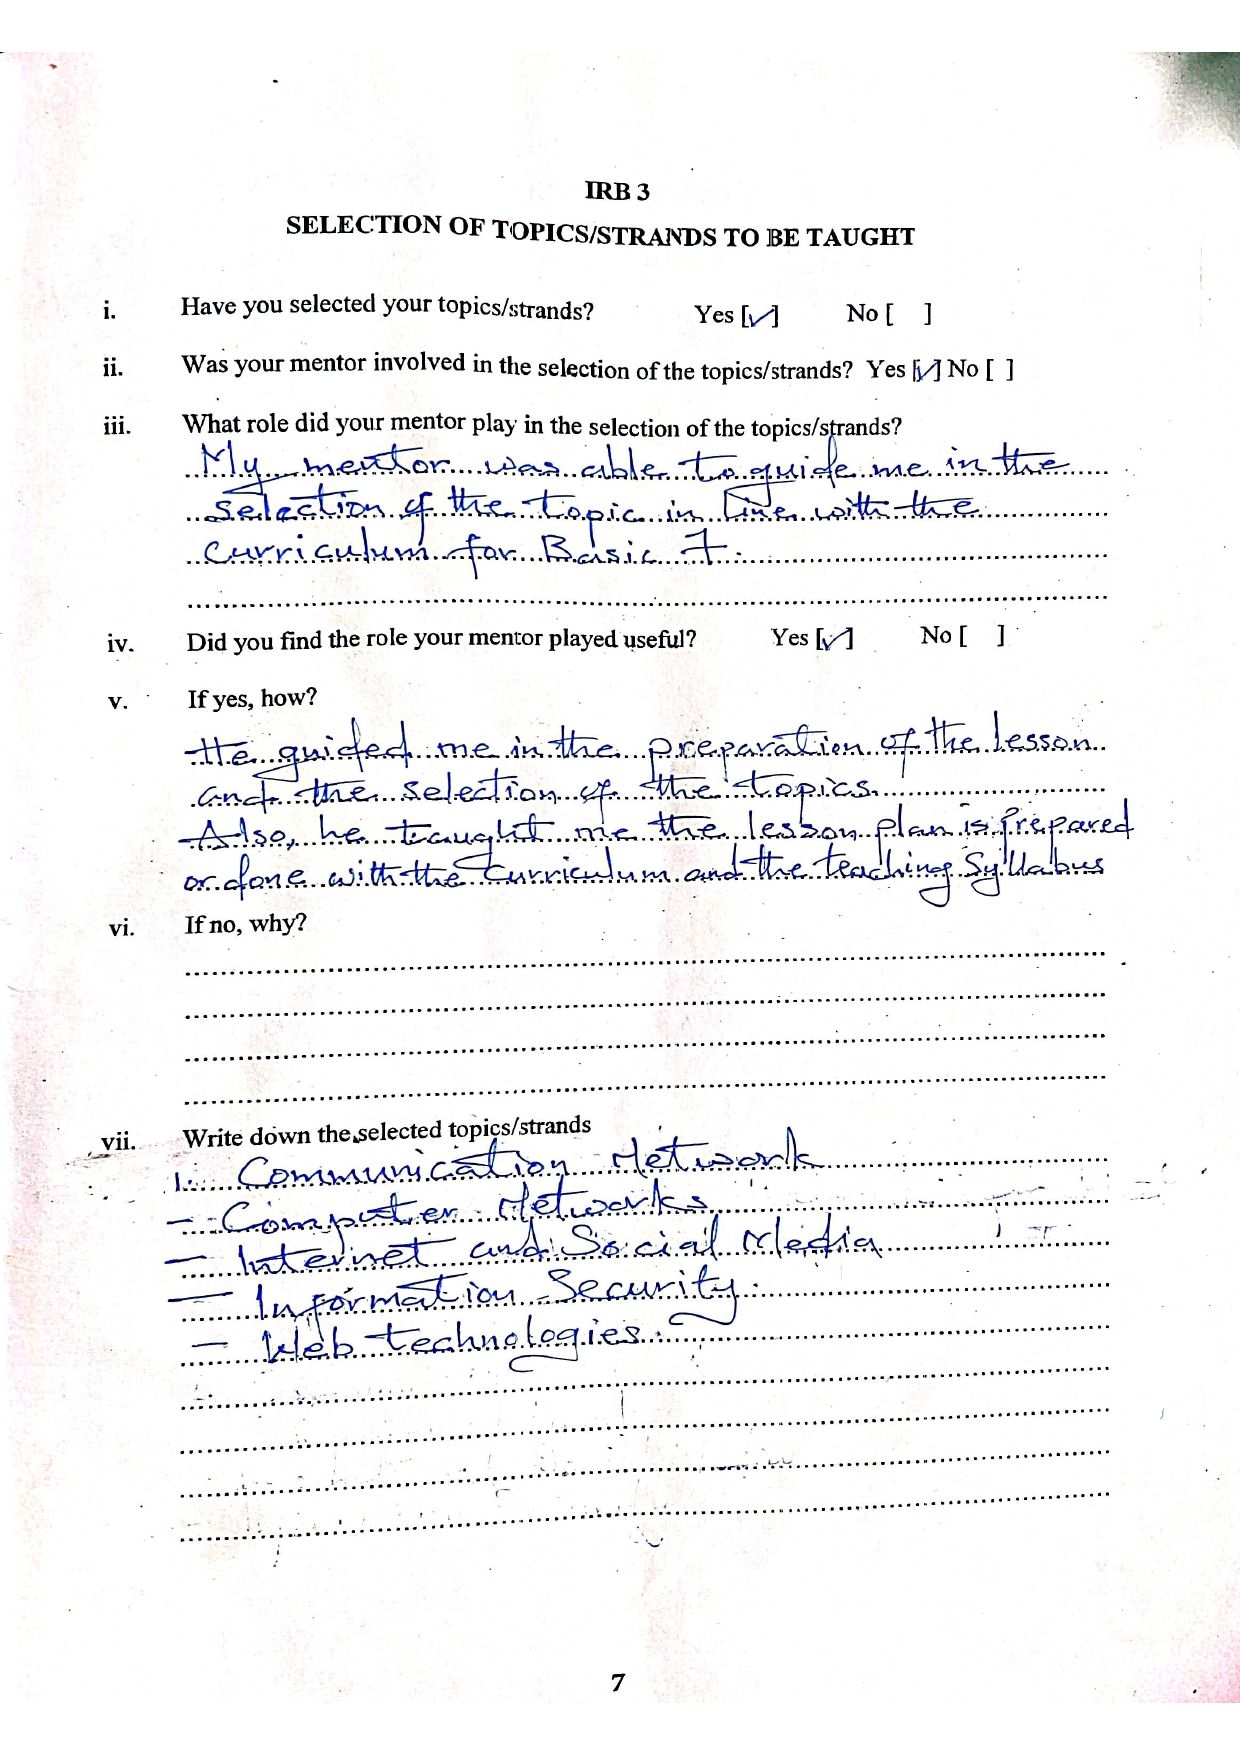 IRB 3
SELECTION OF TOPICS/STRANDS TO BE TAUGHT
i. Have you selected your topics/strands? Yes [✓] No [ ]
ii. Was your mentor involved in the selection of the topics/strands? Yes [✓] No [ ]
iii. What role did your mentor play in the selection of the topics/strands?
My mentor was able to guide me in the
selection of the topic in line with the
curriculum for Basic 7.
iv. Did you find the role your mentor played useful? Yes [✓] No [ ]
v. If yes, how?
He guided me in the preparation of the lesson
and the selection of the topics.
Also, he taught me the lesson plan is prepared
or done with the curriculum and the teaching Syllabus
vi. If no, why?
vii. Write down the selected topics/strands
1. Communication Network
- Computer Networks
- Internet and Social Media
- Information Security.
- Web technologies.
7